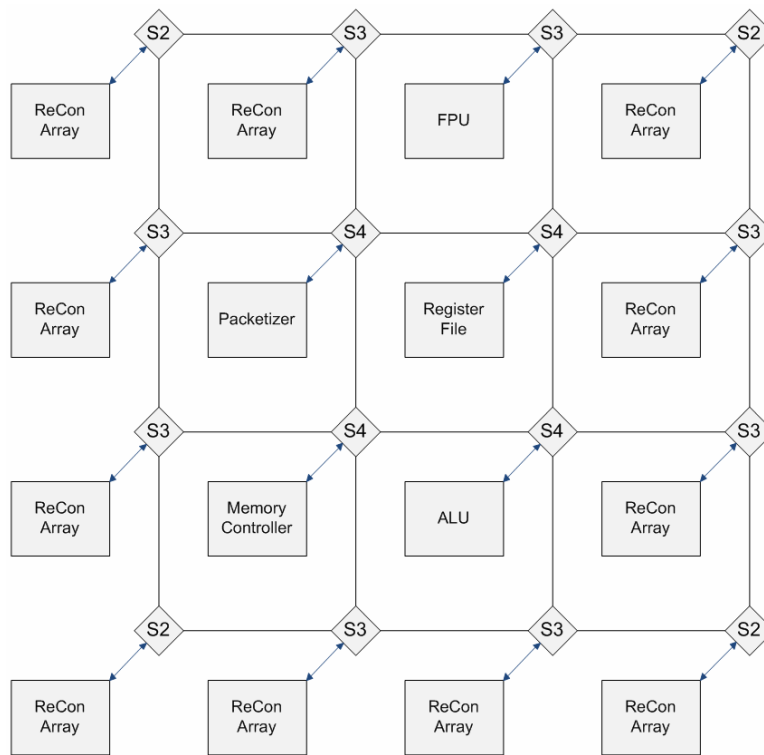 S2
S3
S3
S2
ReCon
Array
ReCon
Array
FPU
ReCon
Array
S3
S4
S4
S3
ReCon
Array
Packetizer
Register
File
ReCon
Array
S3
S4
S4
S3
ReCon
Array
Memory
Controller
ALU
ReCon
Array
S2
S3
S3
S2
ReCon
Array
ReCon
Array
ReCon
Array
ReCon
Array